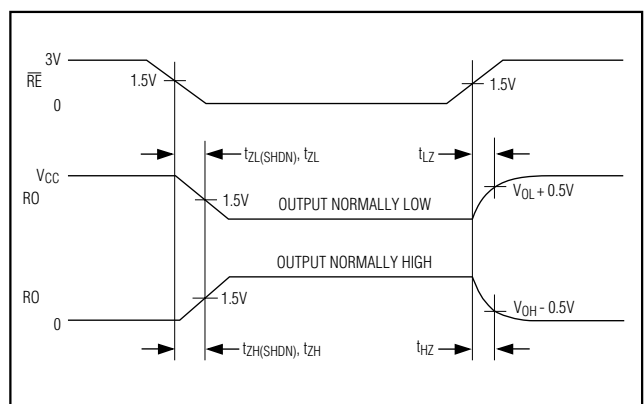 3V
R̅E̅
1.5V
1.5V
0
tZL(SHDN), tZL
tLZ
VCC
RO
1.5V
OUTPUT NORMALLY LOW
VOL + 0.5V
OUTPUT NORMALLY HIGH
RO
1.5V
VOH - 0.5V
0
tZH(SHDN), tZH
tHZ